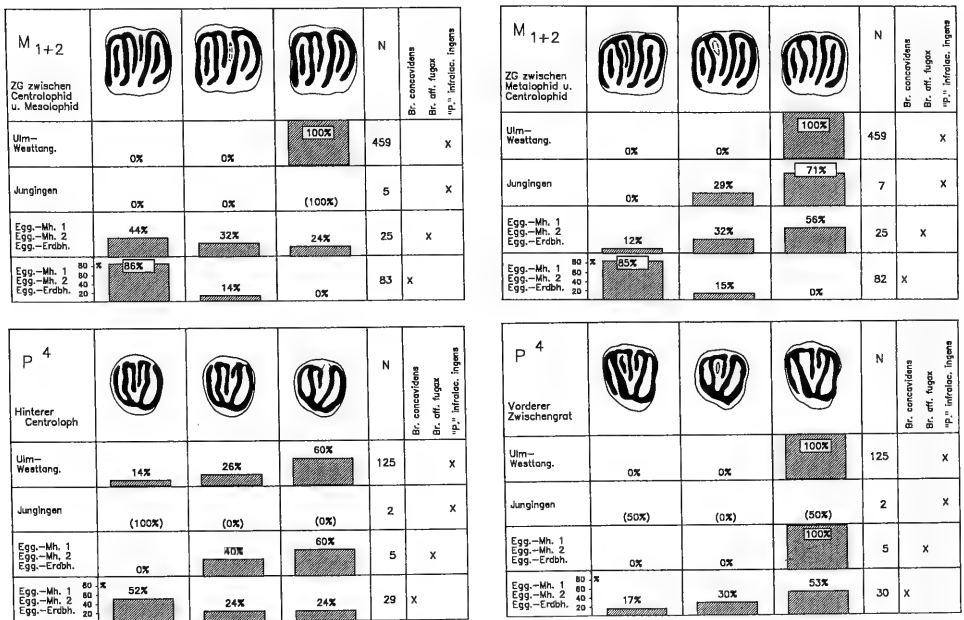 M 1+2
N
Br. concavidens
Br. aff. fugax
"P." infralac. ingens
ZG zwischen
Centrolophid
u. Mesolophid
Ulm-
Westtang.
0%
0%
100%
459
x
Jungingen
0%
0%
(100%)
5
x
Egg.-Mh. 1
Egg.-Mh. 2
Egg.-Erdbh.
44%
32%
24%
25
x
Egg.-Mh. 1
Egg.-Mh. 2
Egg.-Erdbh.
80 %
60
40
20
86%
14%
0%
83
x
M 1+2
N
Br. concavidens
Br. aff. fugax
"P." infralac. ingens
ZG zwischen
Metalophid u.
Centrolophid
Ulm-
Westtang.
0%
0%
100%
459
x
Jungingen
0%
29%
71%
7
x
Egg.-Mh. 1
Egg.-Mh. 2
Egg.-Erdbh.
12%
32%
56%
25
x
Egg.-Mh. 1
Egg.-Mh. 2
Egg.-Erdbh.
80 %
60
40
20
85%
15%
0%
82
x
P 4
N
Br. concavidens
Br. aff. fugax
"P." infralac. ingens
Hinterer
Centroloph
Ulm-
Westtang.
14%
26%
60%
125
x
Jungingen
(100%)
(0%)
(0%)
2
x
Egg.-Mh. 1
Egg.-Mh. 2
Egg.-Erdbh.
0%
40%
60%
5
x
Egg.-Mh. 1
Egg.-Mh. 2
Egg.-Erdbh.
80 %
60
40
20
52%
24%
24%
29
x
P 4
N
Br. concavidens
Br. aff. fugax
"P." infralac. ingens
Vorderer
Zwischengrat
Ulm-
Westtang.
0%
0%
100%
125
x
Jungingen
(50%)
(0%)
(50%)
2
x
Egg.-Mh. 1
Egg.-Mh. 2
Egg.-Erdbh.
0%
0%
100%
5
x
Egg.-Mh. 1
Egg.-Mh. 2
Egg.-Erdbh.
80 %
60
40
20
17%
30%
53%
30
x